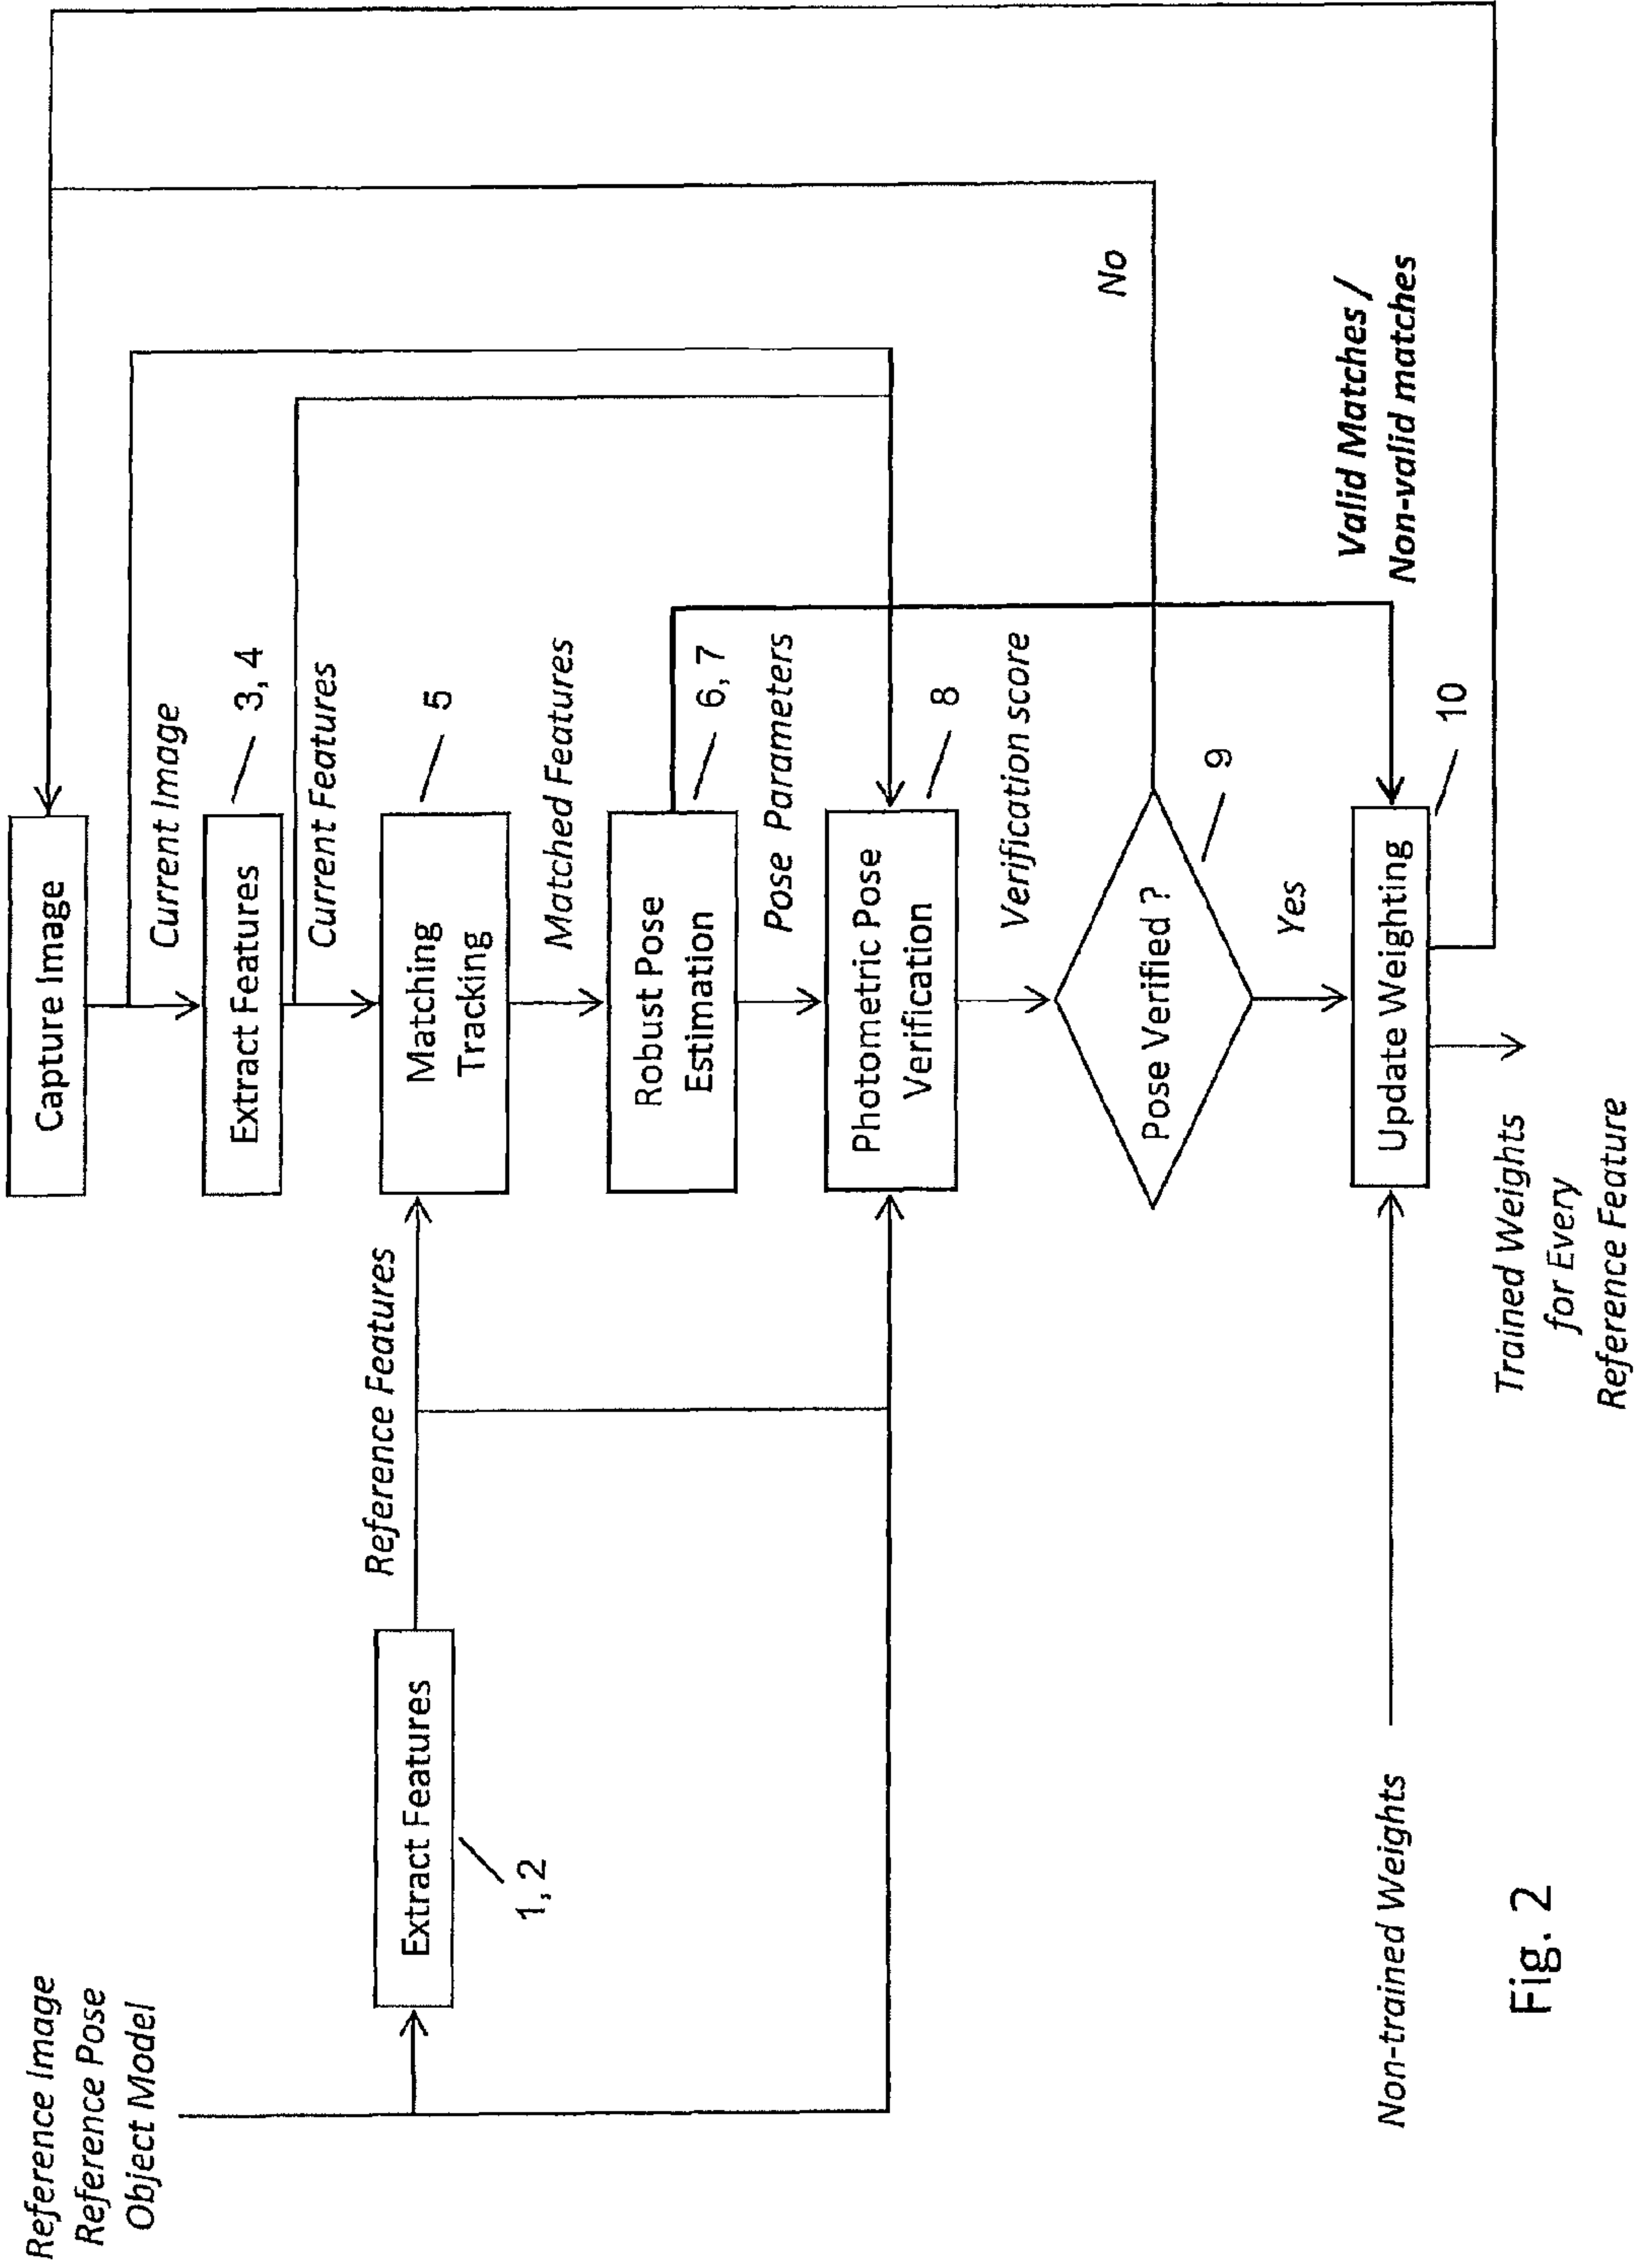 Reference Image
Reference Pose
Object Model
Extract Features
1, 2
Reference Features
Capture Image
Current Image
Extract Features
3, 4
Current Features
Matching
Tracking
5
Matched Features
Robust Pose
Estimation
6, 7
Pose Parameters
Photometric Pose
Verification
8
Verification score
Pose Verified ?
9
No
Yes
Valid Matches /
Non-valid matches
Non-trained Weights
Update Weighting
10
Trained Weights
for Every
Reference Feature
Fig. 2